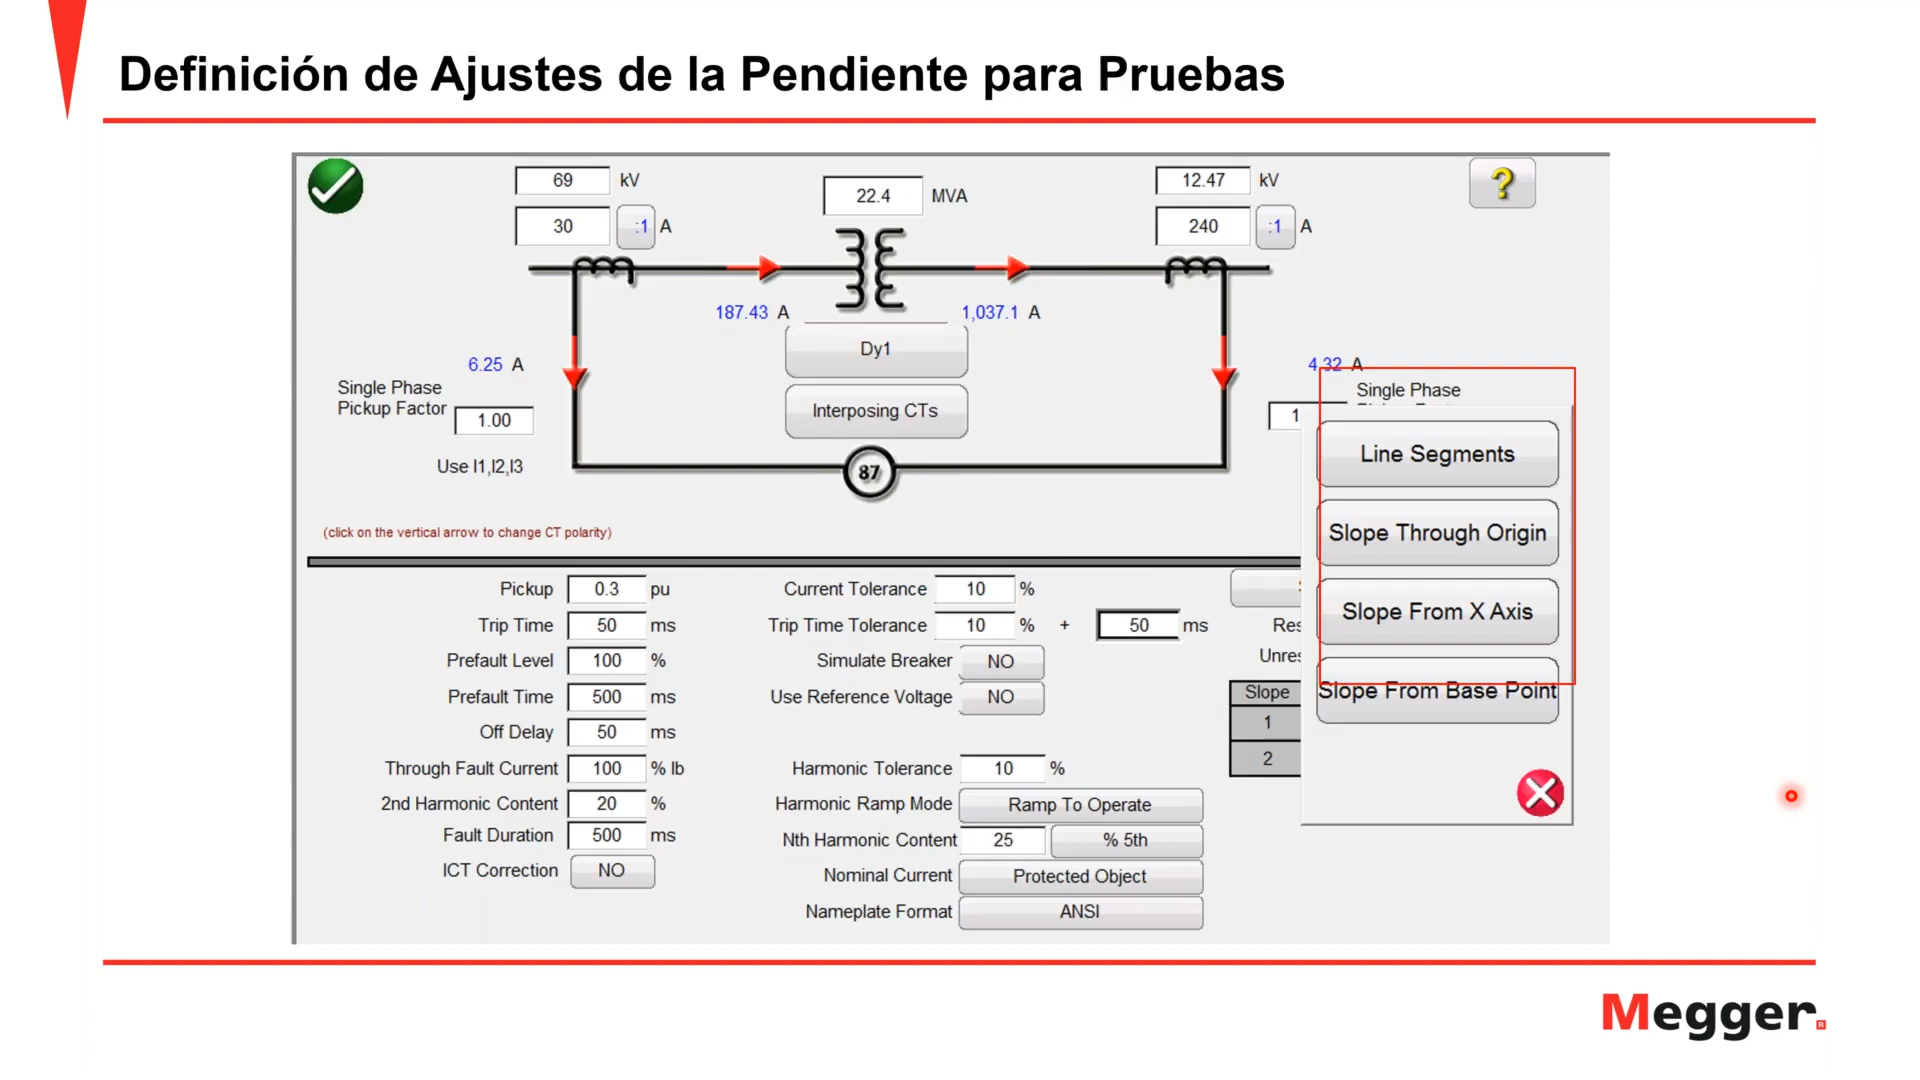 Definición de Ajustes de la Pendiente para Pruebas
69 kV
22.4 MVA
12.47 kV
?
30 :1 A
240 :1 A
187.43 A
1,037.1 A
Dy1
6.25 A
4.32 A
Single Phase
Pickup Factor 1.00
Single Phase
Interposing CTs
1
Use I1,I2,I3
87
Line Segments
Slope Through Origin
Slope From X Axis
Slope From Base Point
(click on the vertical arrow to change CT polarity)
Pickup 0.3 pu
Trip Time 50 ms
Prefault Level 100 %
Prefault Time 500 ms
Off Delay 50 ms
Through Fault Current 100 % Ib
2nd Harmonic Content 20 %
Fault Duration 500 ms
ICT Correction NO
Current Tolerance 10 %
Trip Time Tolerance 10 % + 50 ms
Simulate Breaker NO
Use Reference Voltage NO
Harmonic Tolerance 10 %
Harmonic Ramp Mode Ramp To Operate
Nth Harmonic Content 25 % 5th
Nominal Current Protected Object
Nameplate Format ANSI
Res
Unres
Slope
1
2
Megger.